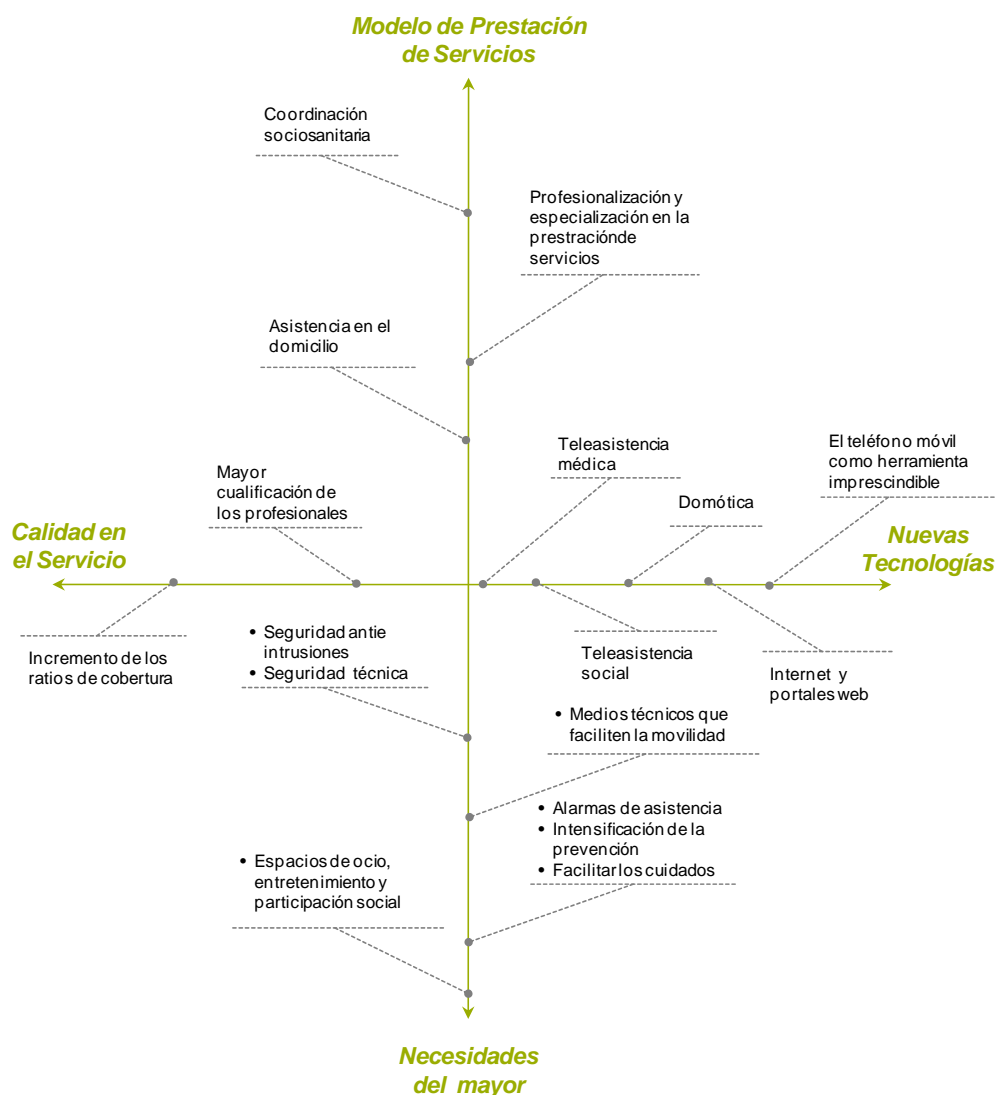 Modelo de Prestación
de Servicios
Coordinación
sociosanitaria
Profesionalización y
especialización en la
prestraciónde
servicios
Asistencia en el
domicilio
Teleasistencia
médica
El teléfono móvil
como herramienta
imprescindible
Mayor
cualificación de
los profesionales
Domótica
Calidad en
el Servicio
Nuevas
Tecnologías
Incremento de los
ratios de cobertura
• Seguridad antie
intrusiones
• Seguridad técnica
Teleasistencia
social
Internet y
portales web
• Medios técnicos que
faciliten la movilidad
• Alarmas de asistencia
• Intensificación de la
prevención
• Facilitar los cuidados
• Espacios de ocio,
entretenimiento y
participación social
Necesidades
del mayor